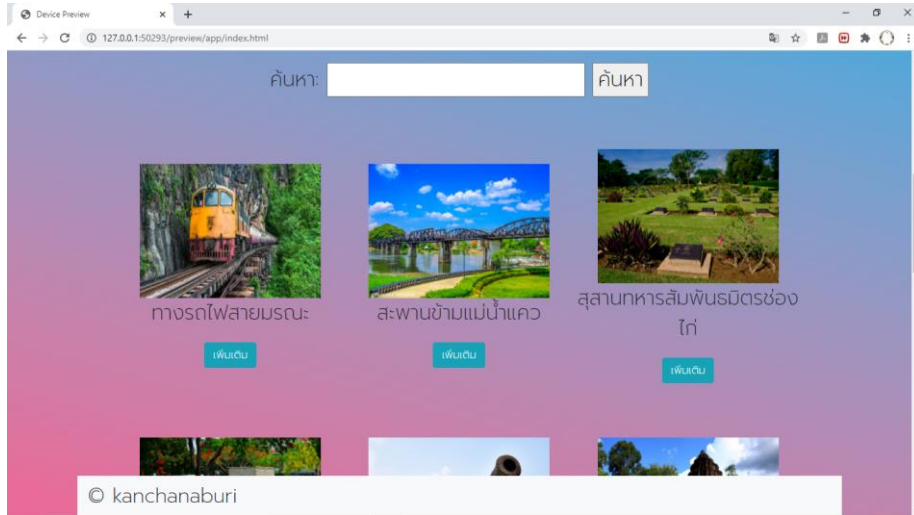 Device Preview
127.0.0.1:50293/preview/app/index.html
ค้นหา: ค้นหา
ทางรถไฟสายมรณะ
เพิ่มเติม
สะพานข้ามแม่น้ำแคว
เพิ่มเติม
สุสานทหารสัมพันธมิตรช่อง
ไก่
เพิ่มเติม
© kanchanaburi